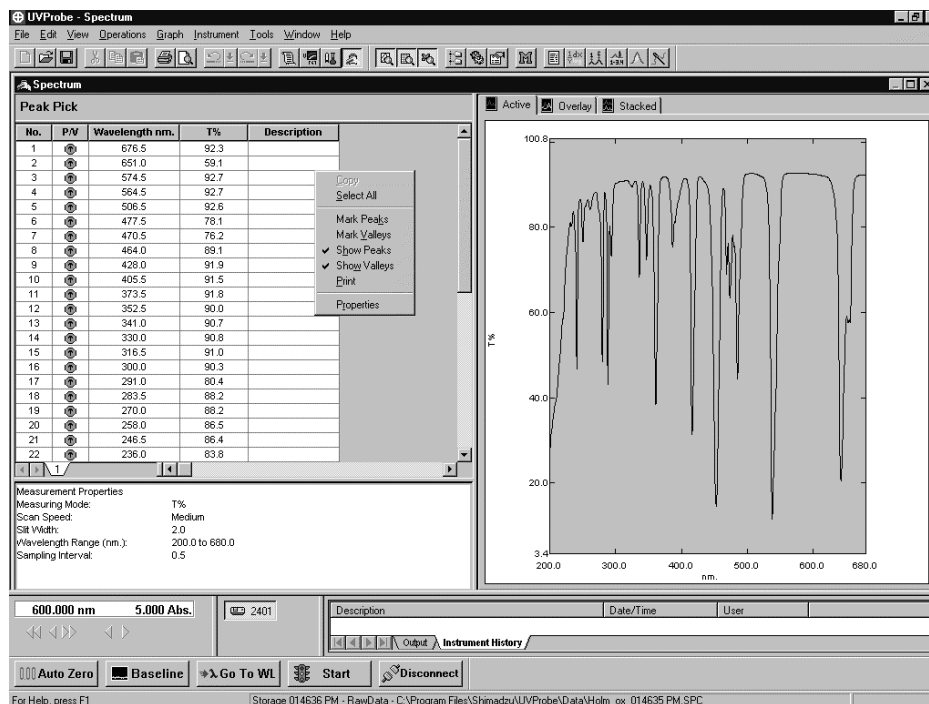 UVProbe - Spectrum
File Edit View Operations Graph Instrument Tools Window Help
Spectrum
Peak Pick
No. P/V Wavelength nm. T% Description
1 676.5 92.3
2 651.0 59.1
3 574.5 92.7
4 564.5 92.7
5 506.5 92.6
6 477.5 78.1
7 470.5 76.2
8 464.0 89.1
9 428.0 91.9
10 405.5 91.5
11 373.5 91.8
12 352.5 90.0
13 341.0 90.7
14 330.0 90.8
15 316.5 91.0
16 300.0 90.3
17 291.0 80.4
18 283.5 88.2
19 270.0 88.2
20 258.0 86.5
21 246.5 86.4
22 236.0 83.8
1
Copy
Select All
Mark Peaks
Mark Valleys
Show Peaks
Show Valleys
Print
Properties
Measurement Properties
Measuring Mode: T%
Scan Speed: Medium
Slit Width: 2.0
Wavelength Range (nm.): 200.0 to 680.0
Sampling Interval: 0.5
Active Overlay Stacked
100.8
80.0
60.0
T%
40.0
20.0
3.4
200.0 300.0 400.0 500.0 600.0 680.0
nm.
600.000 nm 5.000 Abs.
2401
Description Date/Time User
Output Instrument History
Auto Zero Baseline Go To WL Start Disconnect
For Help, press F1 Storage 014636 PM - RawData - C:\Program Files\Shimadzu\UVProbe\Data\Holm_ox_014635 PM.SPC